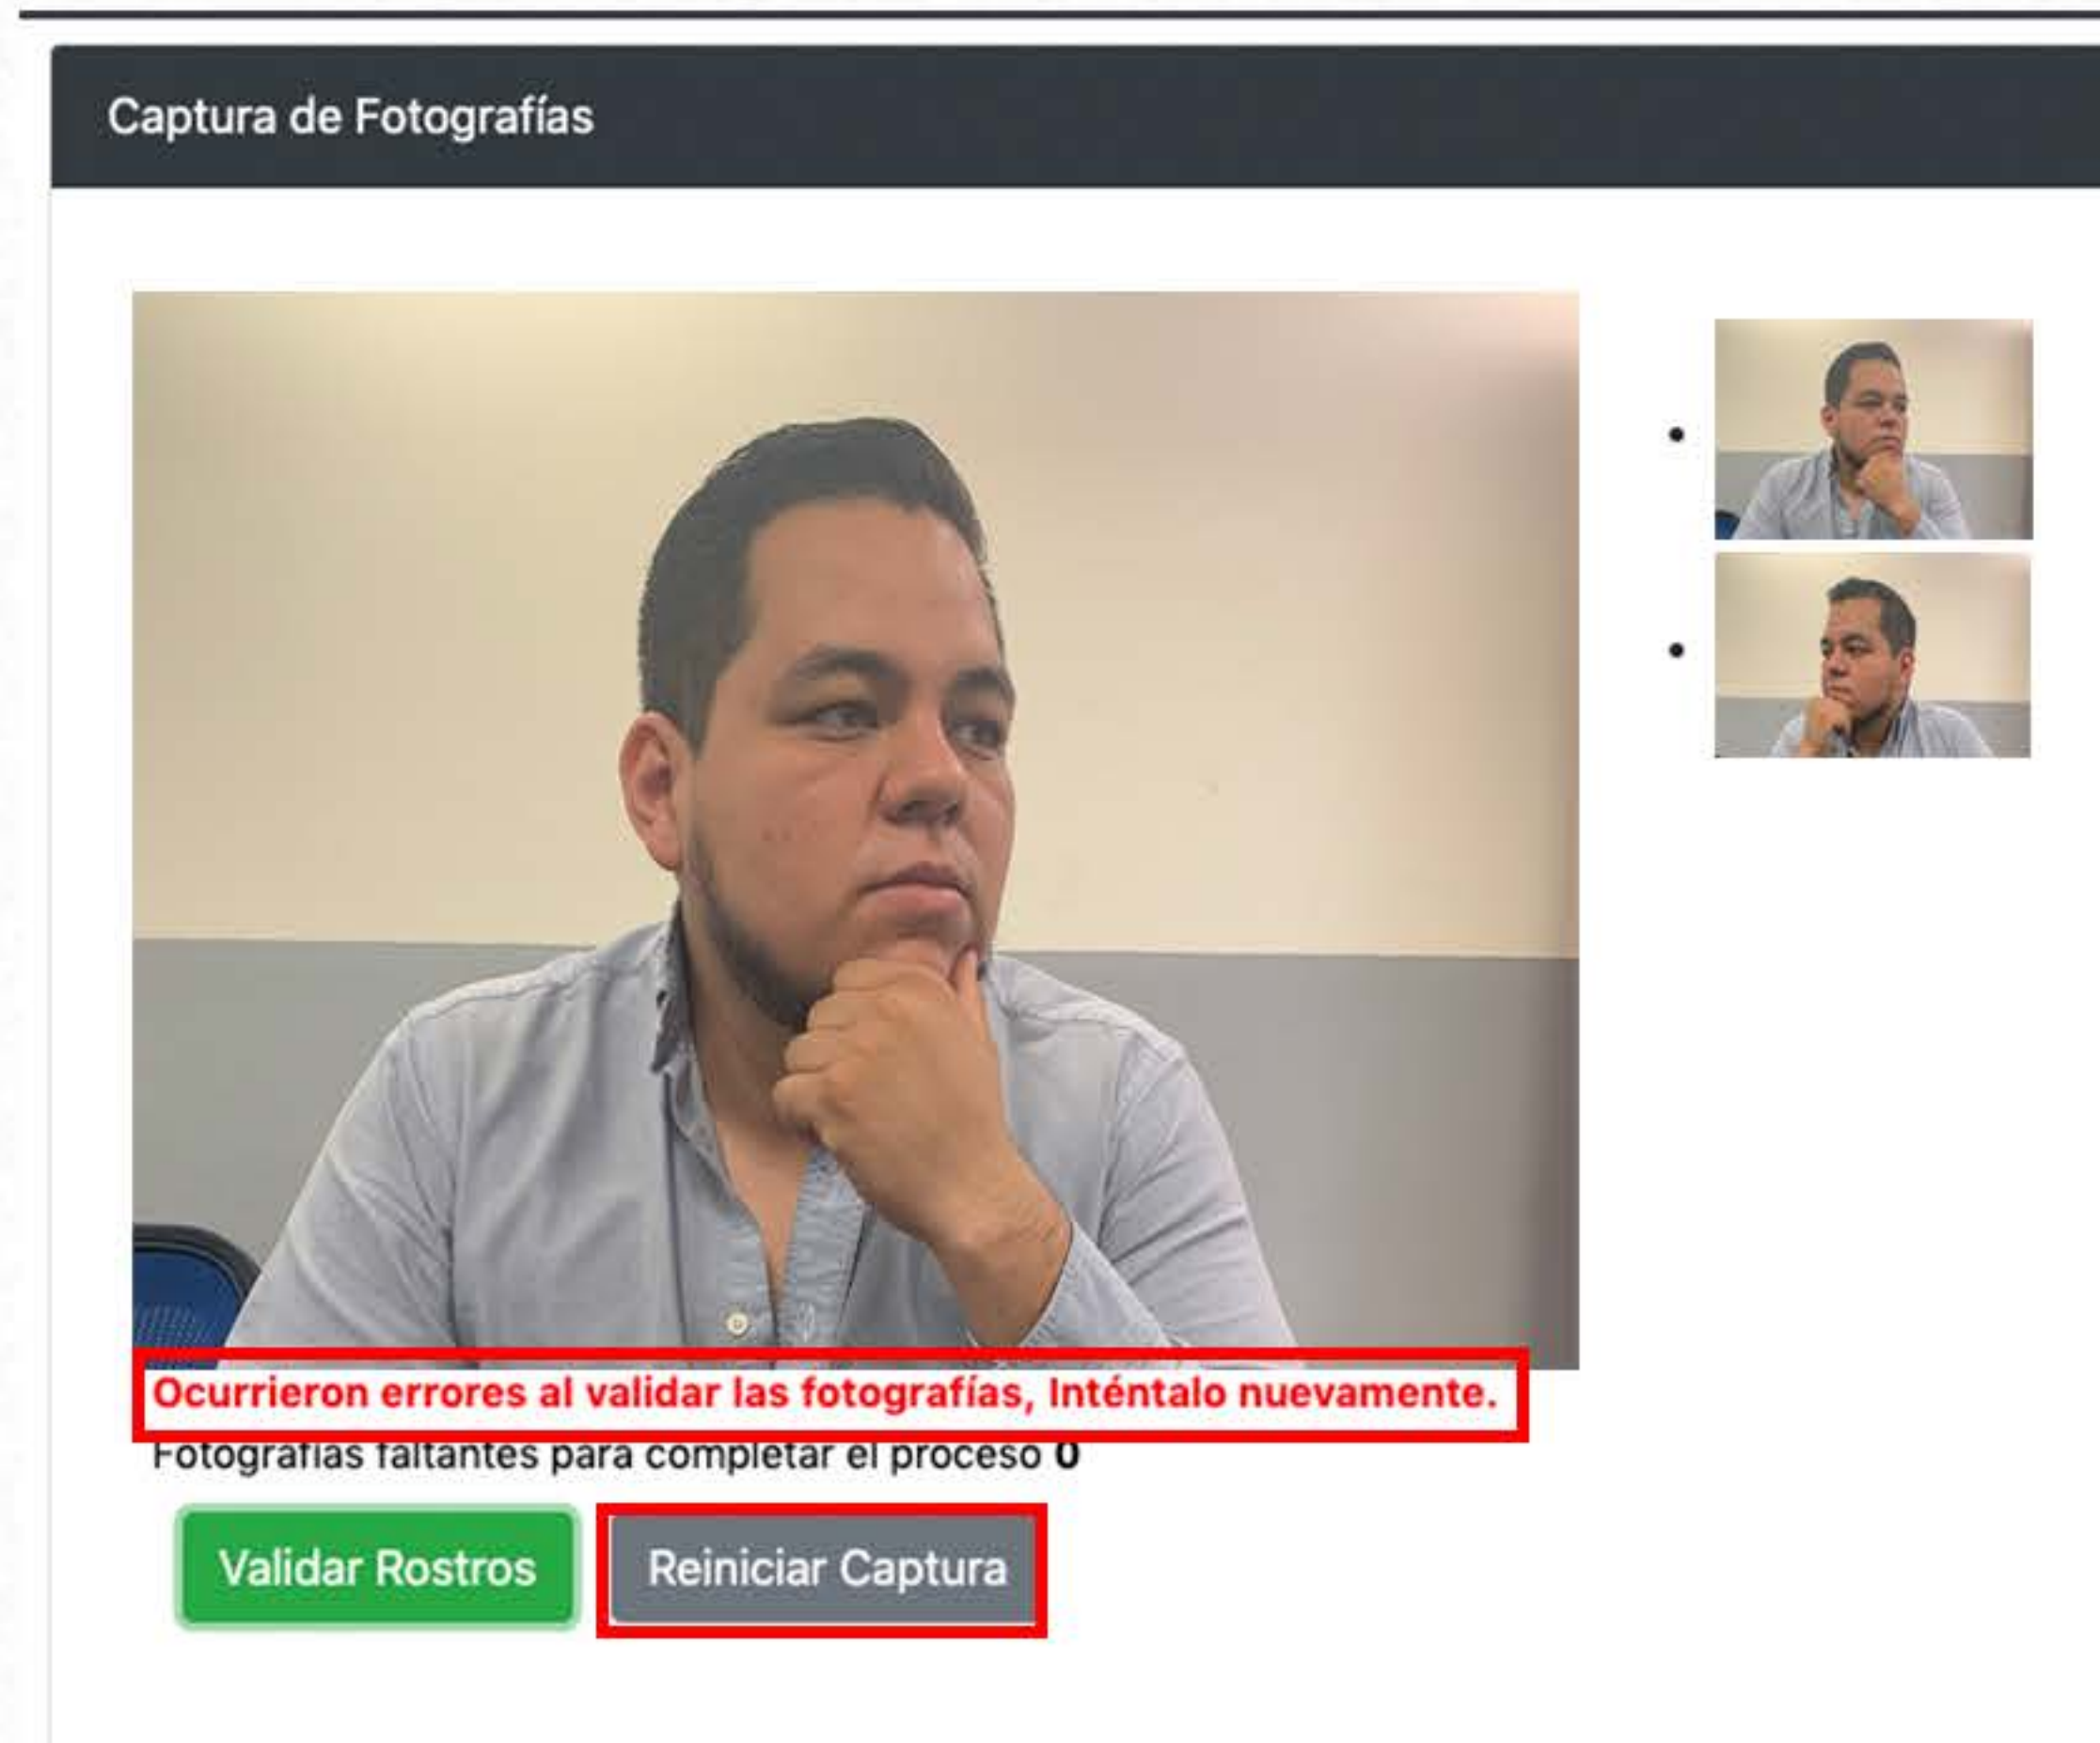 Captura de Fotografías
Ocurrieron errores al validar las fotografías, Inténtalo nuevamente.
Fotografías faltantes para completar el proceso 0
Validar Rostros
Reiniciar Captura